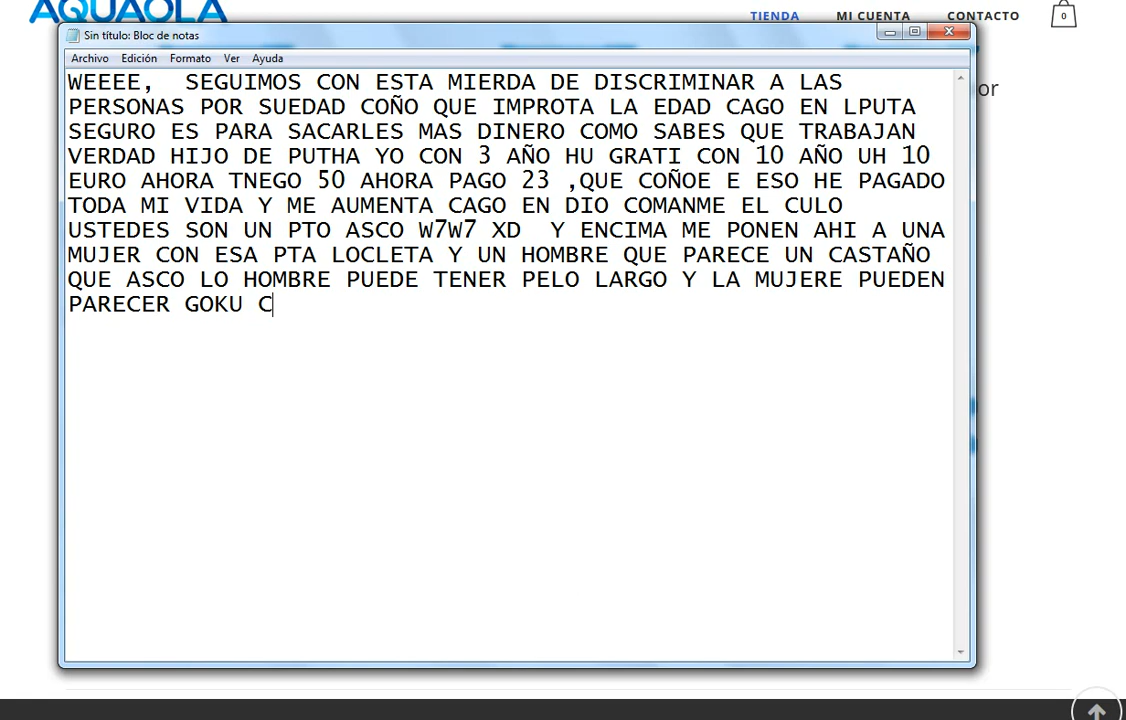 AQUAOLA
TIENDA MI CUENTA CONTACTO 0
Sin título: Bloc de notas
Archivo Edición Formato Ver Ayuda
or
WEEEE, SEGUIMOS CON ESTA MIERDA DE DISCRIMINAR A LAS
PERSONAS POR SUEDAD COÑO QUE IMPROTA LA EDAD CAGO EN LPUTA
SEGURO ES PARA SACARLES MAS DINERO COMO SABES QUE TRABAJAN
VERDAD HIJO DE PUTHA YO CON 3 AÑO HU GRATI CON 10 AÑO UH 10
EURO AHORA TNEGO 50 AHORA PAGO 23 ,QUE COÑOE E ESO HE PAGADO
TODA MI VIDA Y ME AUMENTA CAGO EN DIO COMANME EL CULO
USTEDES SON UN PTO ASCO W7W7 XD Y ENCIMA ME PONEN AHI A UNA
MUJER CON ESA PTA LOCLETA Y UN HOMBRE QUE PARECE UN CASTAÑO
QUE ASCO LO HOMBRE PUEDE TENER PELO LARGO Y LA MUJERE PUEDEN
PARECER GOKU C